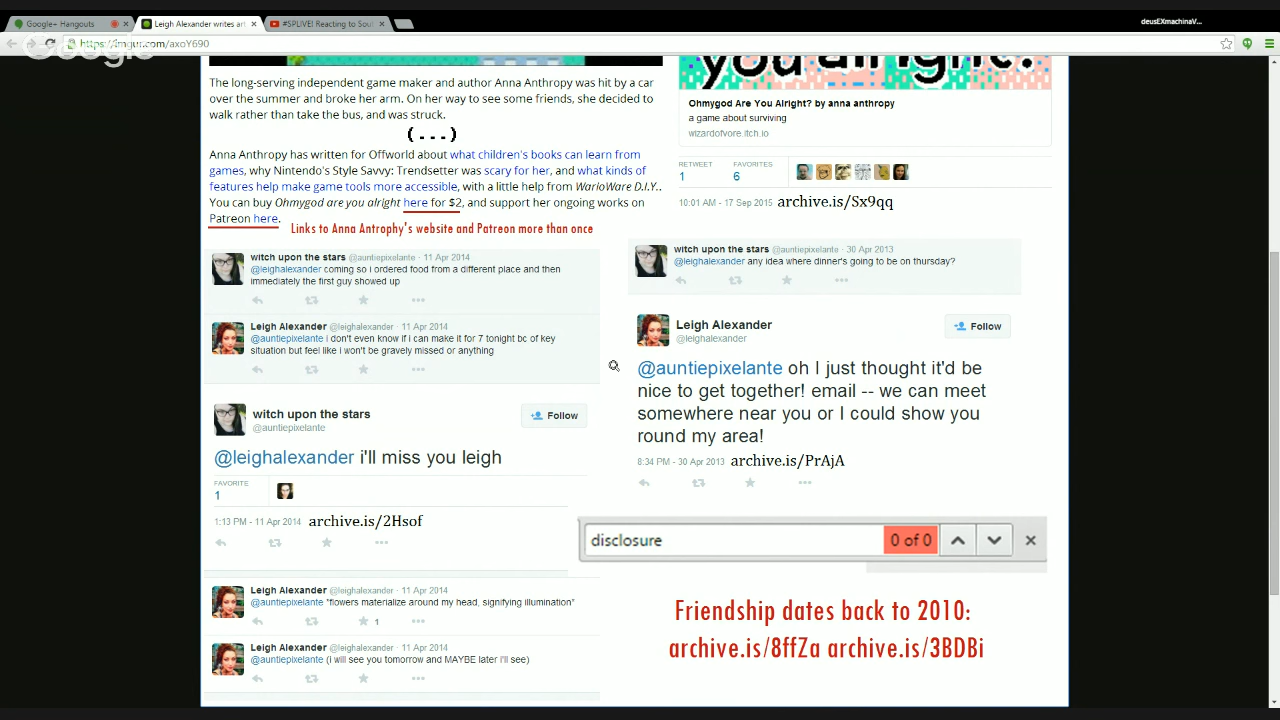 Google+ Hangouts
Leigh Alexander writes ar
#SPLIVE! Reacting to Soul
deusEXmachinaV...
https://imgur.com/axoY690
Google
you alright?
The long-serving independent game maker and author Anna Anthropy was hit by a car
over the summer and broke her arm. On her way to see some friends, she decided to
walk rather than take the bus, and was struck.
(...)
Anna Anthropy has written for Offworld about what children's books can learn from
games, why Nintendo's Style Savvy: Trendsetter was scary for her, and what kinds of
features help make game tools more accessible, with a little help from WarioWare D.I.Y..
You can buy Ohmygod are you alright here for $2, and support her ongoing works on
Patreon here.
Links to Anna Antrophy's website and Patreon more than once
Ohmygod Are You Alright? by anna anthropy
a game about surviving
wizardofvore.itch.io
RETWEET FAVORITES
1 6
10:01 AM - 17 Sep 2015 archive.is/Sx9qq
witch upon the stars @auntiepixelante · 11 Apr 2014
@leighalexander coming so i ordered food from a different place and then
immediately the first guy showed up
Leigh Alexander @leighalexander · 11 Apr 2014
@auntiepixelante i don't even know if i can make it for 7 tonight bc of key
situation but feel like i won't be gravely missed or anything
witch upon the stars
@auntiepixelante
Follow
@leighalexander i'll miss you leigh
FAVORITE
1
1:13 PM - 11 Apr 2014 archive.is/2Hsof
Leigh Alexander @leighalexander · 11 Apr 2014
@auntiepixelante "flowers materialize around my head, signifying illumination"
1
Leigh Alexander @leighalexander · 11 Apr 2014
@auntiepixelante (i will see you tomorrow and MAYBE later i'll see)
witch upon the stars @auntiepixelante · 30 Apr 2013
@leighalexander any idea where dinner's going to be on thursday?
Leigh Alexander
@leighalexander
Follow
@auntiepixelante oh I just thought it'd be
nice to get together! email -- we can meet
somewhere near you or I could show you
round my area!
8:34 PM - 30 Apr 2013 archive.is/PrAjA
disclosure 0 of 0
Friendship dates back to 2010:
archive.is/8ffZa archive.is/3BDBi